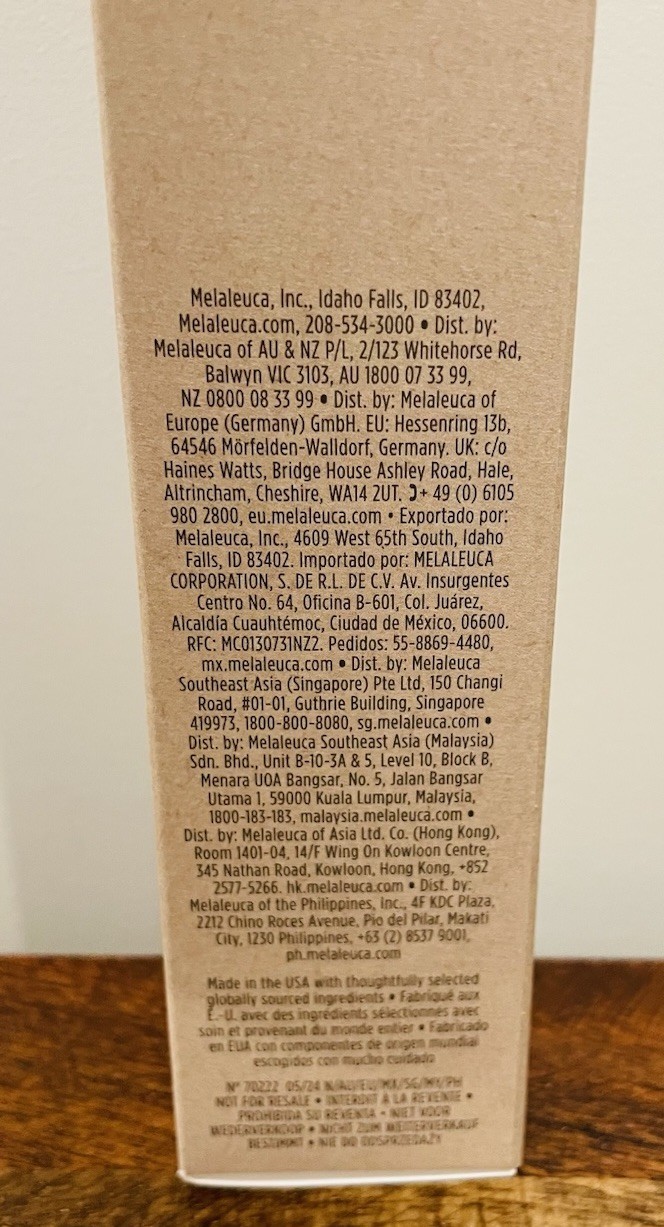 Melaleuca, Inc., Idaho Falls, ID 83402,
Melaleuca.com, 208-534-3000 • Dist. by:
Melaleuca of AU & NZ P/L, 2/123 Whitehorse Rd,
Balwyn VIC 3103, AU 1800 07 33 99,
NZ 0800 08 33 99 • Dist. by: Melaleuca of
Europe (Germany) GmbH. EU: Hessenring 13b,
64546 Mörfelden-Walldorf, Germany. UK: c/o
Haines Watts, Bridge House Ashley Road, Hale,
Altrincham, Cheshire, WA14 2UT. + 49 (0) 6105
980 2800, eu.melaleuca.com • Exportado por:
Melaleuca, Inc., 4609 West 65th South, Idaho
Falls, ID 83402. Importado por: MELALEUCA
CORPORATION, S. DE R.L. DE C.V. Av. Insurgentes
Centro No. 64, Oficina B-601, Col. Juárez,
Alcaldía Cuauhtémoc, Ciudad de México, 06600.
RFC: MCO130731NZ2. Pedidos: 55-8869-4480,
mx.melaleuca.com • Dist. by: Melaleuca
Southeast Asia (Singapore) Pte Ltd, 150 Changi
Road, #01-01, Guthrie Building, Singapore
419973, 1800-800-8080, sg.melaleuca.com •
Dist. by: Melaleuca Southeast Asia (Malaysia)
Sdn. Bhd., Unit B-10-3A & 5, Level 10, Block B,
Menara UOA Bangsar, No. 5, Jalan Bangsar
Utama 1, 59000 Kuala Lumpur, Malaysia,
1800-183-183, malaysia.melaleuca.com •
Dist. by: Melaleuca of Asia Ltd. Co. (Hong Kong),
Room 1401-04, 14/F Wing On Kowloon Centre,
345 Nathan Road, Kowloon, Hong Kong, +852
2577-5266. hk.melaleuca.com • Dist. by:
Melaleuca of the Philippines, Inc., 4F KDC Plaza,
2212 Chino Roces Avenue, Pio del Pilar, Makati
City, 1230 Philippines, +63 (2) 8537 9001,
ph.melaleuca.com
Made in the USA with thoughtfully selected
globally sourced ingredients • Fabriqué aux
É.-U. avec des ingrédients sélectionnés avec
soin et provenant du monde entier • Fabricado
en EUA con componentes de origen mundial
escogidos con mucho cuidado
N° 70222 05/24 N/AU/EU/MX/SG/MY/PH
NOT FOR RESALE • INTERDIT À LA REVENTE •
PROHIBIDA SU REVENTA • NIET VOOR
WEDERVERKOOP • NICHT ZUM WEITERVERKAUF
BESTIMMT • NIE DO ODSPRZEDAŻY